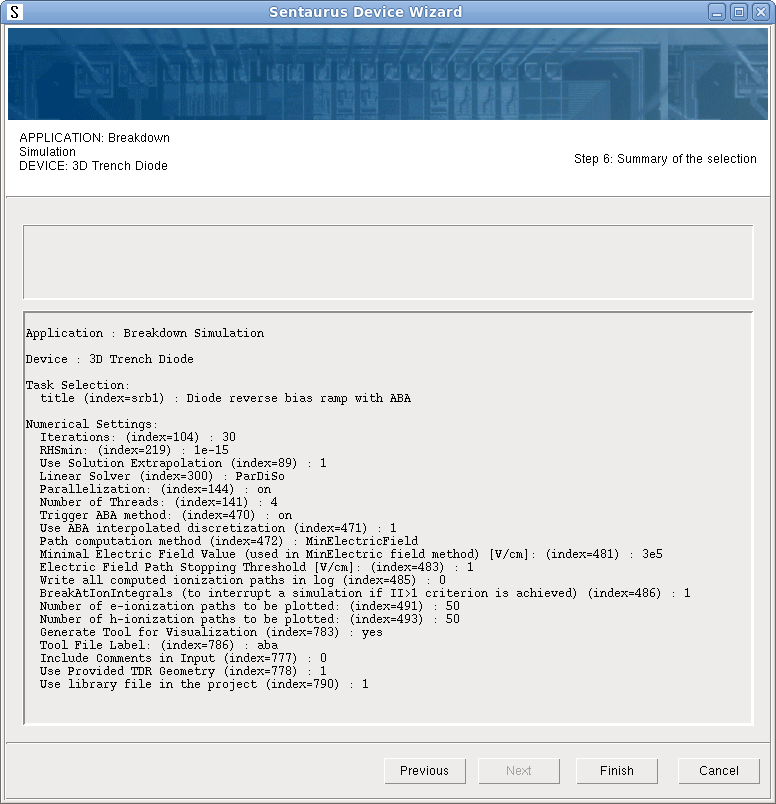 S
Sentaurus Device Wizard
APPLICATION: Breakdown
Simulation
DEVICE: 3D Trench Diode
Step 6: Summary of the selection
Application : Breakdown Simulation
Device : 3D Trench Diode
Task Selection:
title (index=srb1) : Diode reverse bias ramp with ABA
Numerical Settings:
Iterations: (index=104) : 30
RHSmin: (index=219) : 1e-15
Use Solution Extrapolation (index=89) : 1
Linear Solver (index=300) : ParDiSo
Parallelization: (index=144) : on
Number of Threads: (index=141) : 4
Trigger ABA method: (index=470) : on
Use ABA interpolated discretization (index=471) : 1
Path computation method (index=472) : MinElectricField
Minimal Electric Field Value (used in MinElectric field method) [V/cm]: (index=481) : 3e5
Electric Field Path Stopping Threshold [V/cm]: (index=483) : 1
Write all computed ionization paths in log (index=485) : 0
BreakAtIonIntegrals (to interrupt a simulation if II>1 criterion is achieved) (index=486) : 1
Number of e-ionization paths to be plotted: (index=491) : 50
Number of h-ionization paths to be plotted: (index=493) : 50
Generate Tool for Visualization (index=783) : yes
Tool File Label: (index=786) : aba
Include Comments in Input (index=777) : 0
Use Provided TDR Geometry (index=778) : 1
Use library file in the project (index=790) : 1
Previous
Next
Finish
Cancel